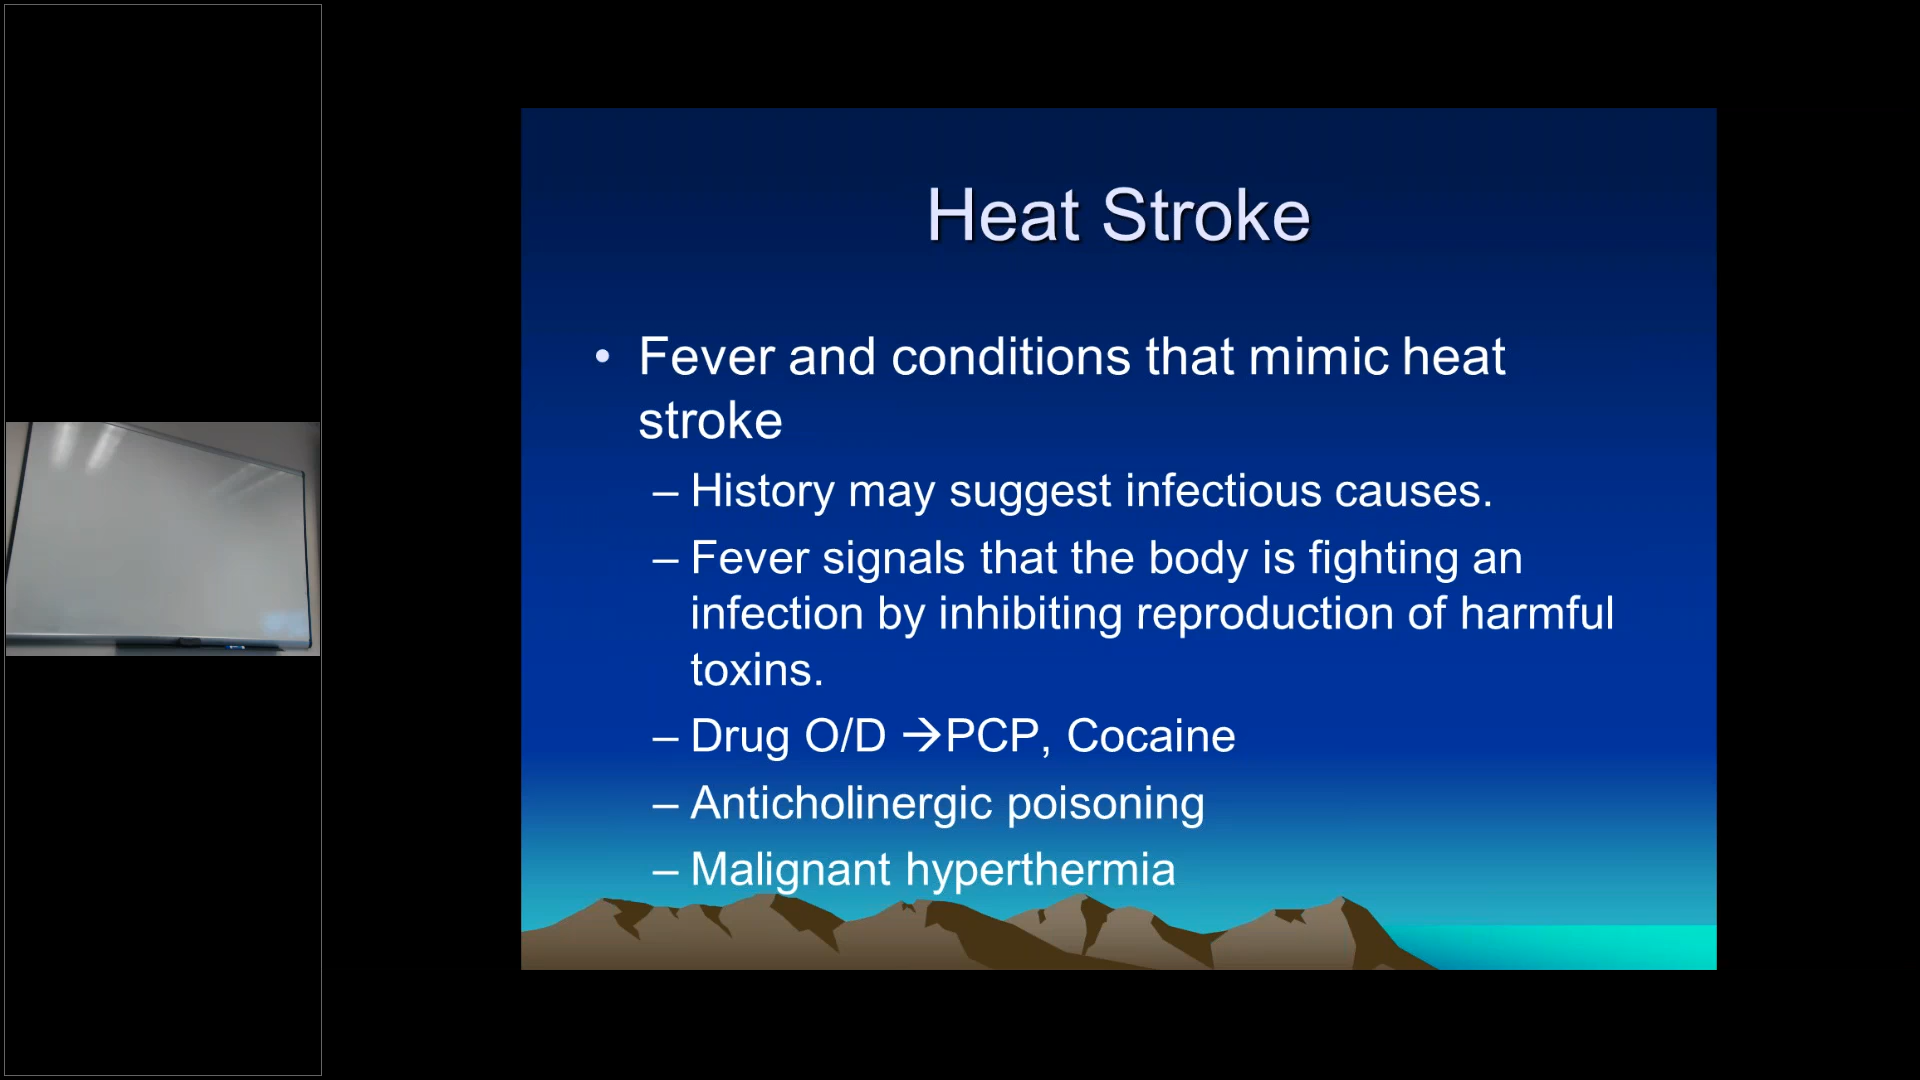 Heat Stroke
• Fever and conditions that mimic heat
stroke
– History may suggest infectious causes.
– Fever signals that the body is fighting an
infection by inhibiting reproduction of harmful
toxins.
– Drug O/D →PCP, Cocaine
– Anticholinergic poisoning
– Malignant hyperthermia